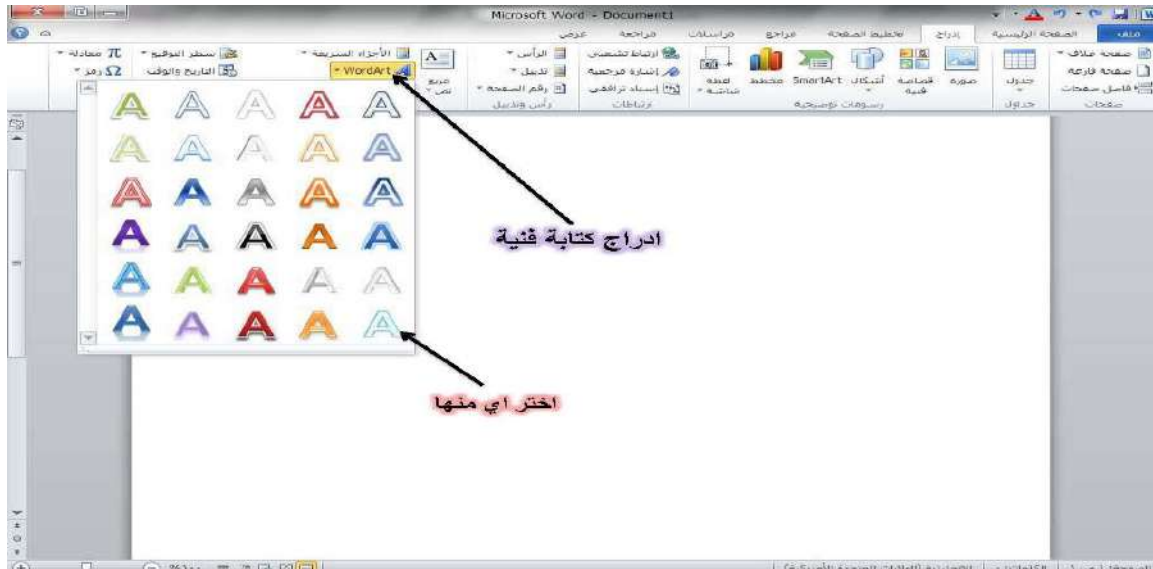 Microsoft Word - Document1
ملف
الصفحة الرئيسية
إدراج
تخطيط الصفحة
مراجع
مراسلات
مراجعة
عرض
صفحة غلاف
صفحة فارغة
فاصل صفحات
صفحات
جدول
جداول
صورة
قصاصة فنية
أشكال
SmartArt
مخطط
لقطة شاشة
رسومات توضيحية
ارتباط تشعبي
إشارة مرجعية
إسناد ترافقي
ارتباطات
الرأس
تذييل
رقم الصفحة
رأس وتذييل
مربع نص
الأجزاء السريعة
WordArt
سطر التوقيع
التاريخ والوقت
معادلة
رمز
ادراج كتابة فنية
اختر اي منها